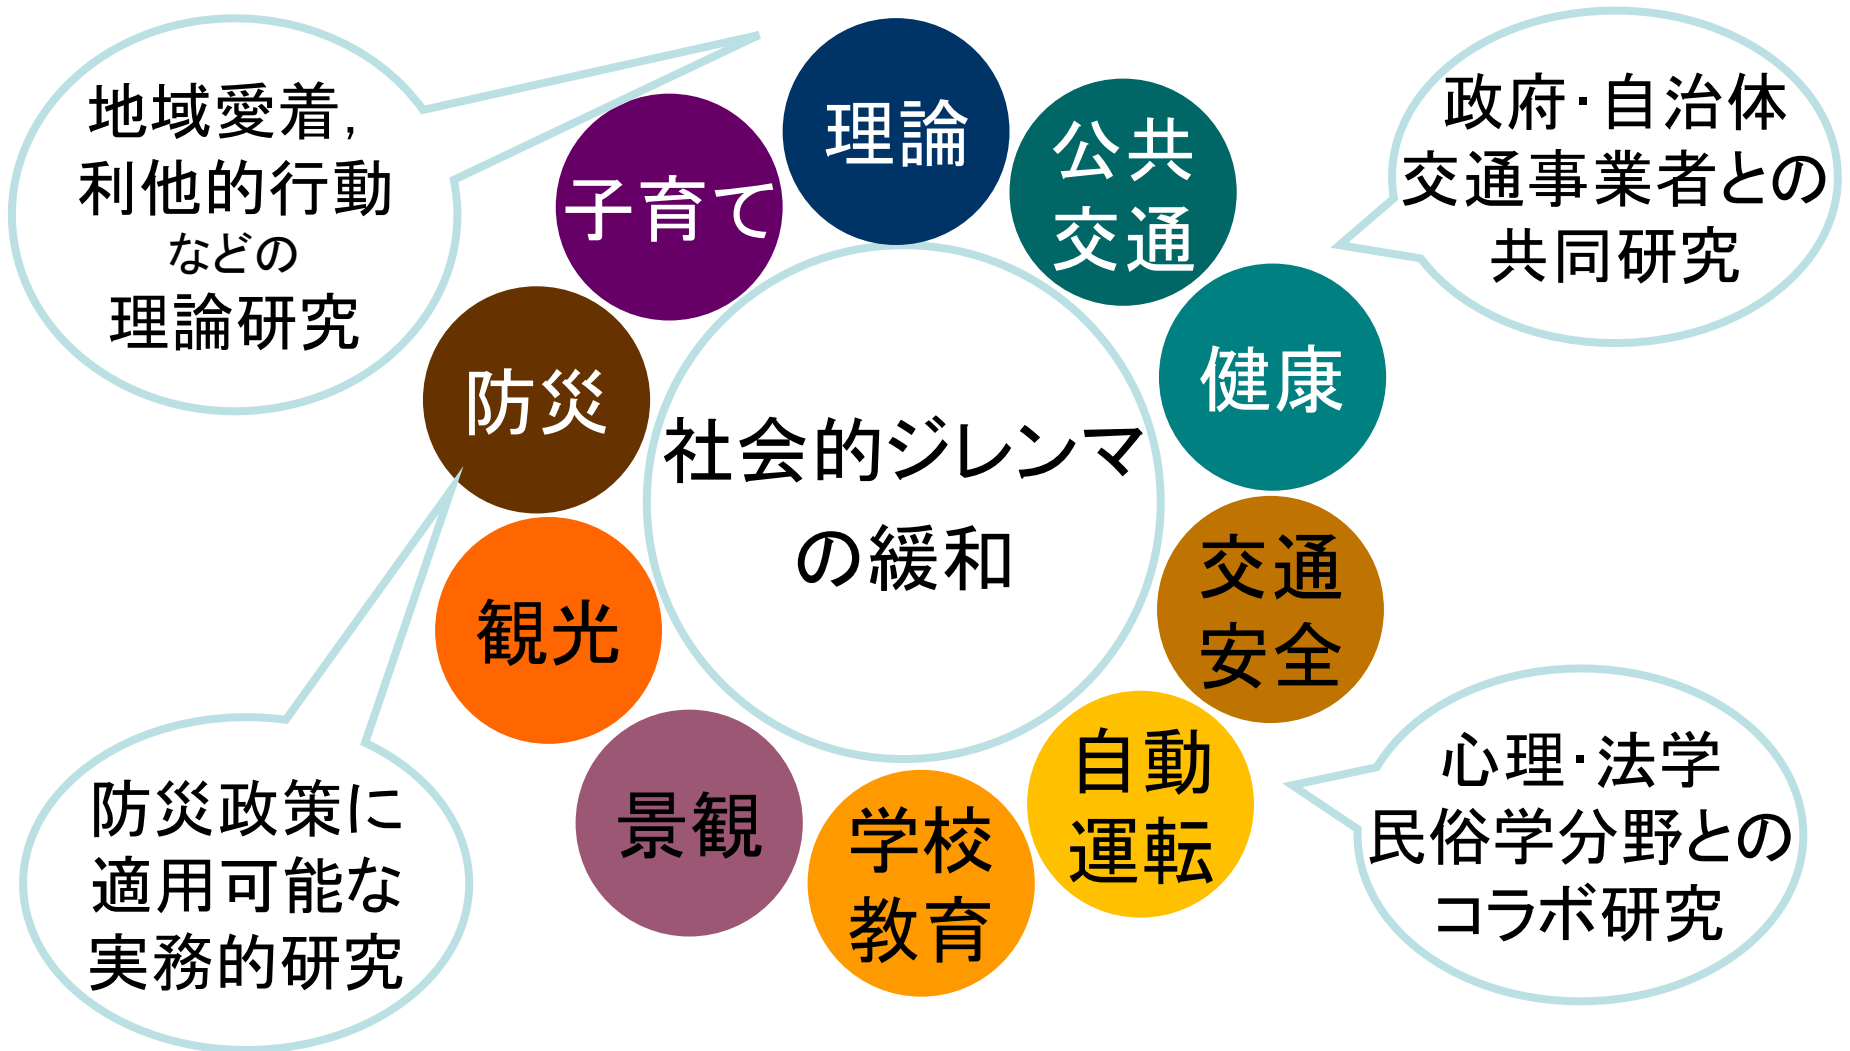 地域愛着，
利他的行動
などの
理論研究
理論
公共
交通
政府・自治体
交通事業者との
共同研究
子育て
健康
防災
社会的ジレンマ
の緩和
交通
安全
観光
自動
運転
景観
学校
教育
防災政策に
適用可能な
実務的研究
心理・法学
民俗学分野との
コラボ研究